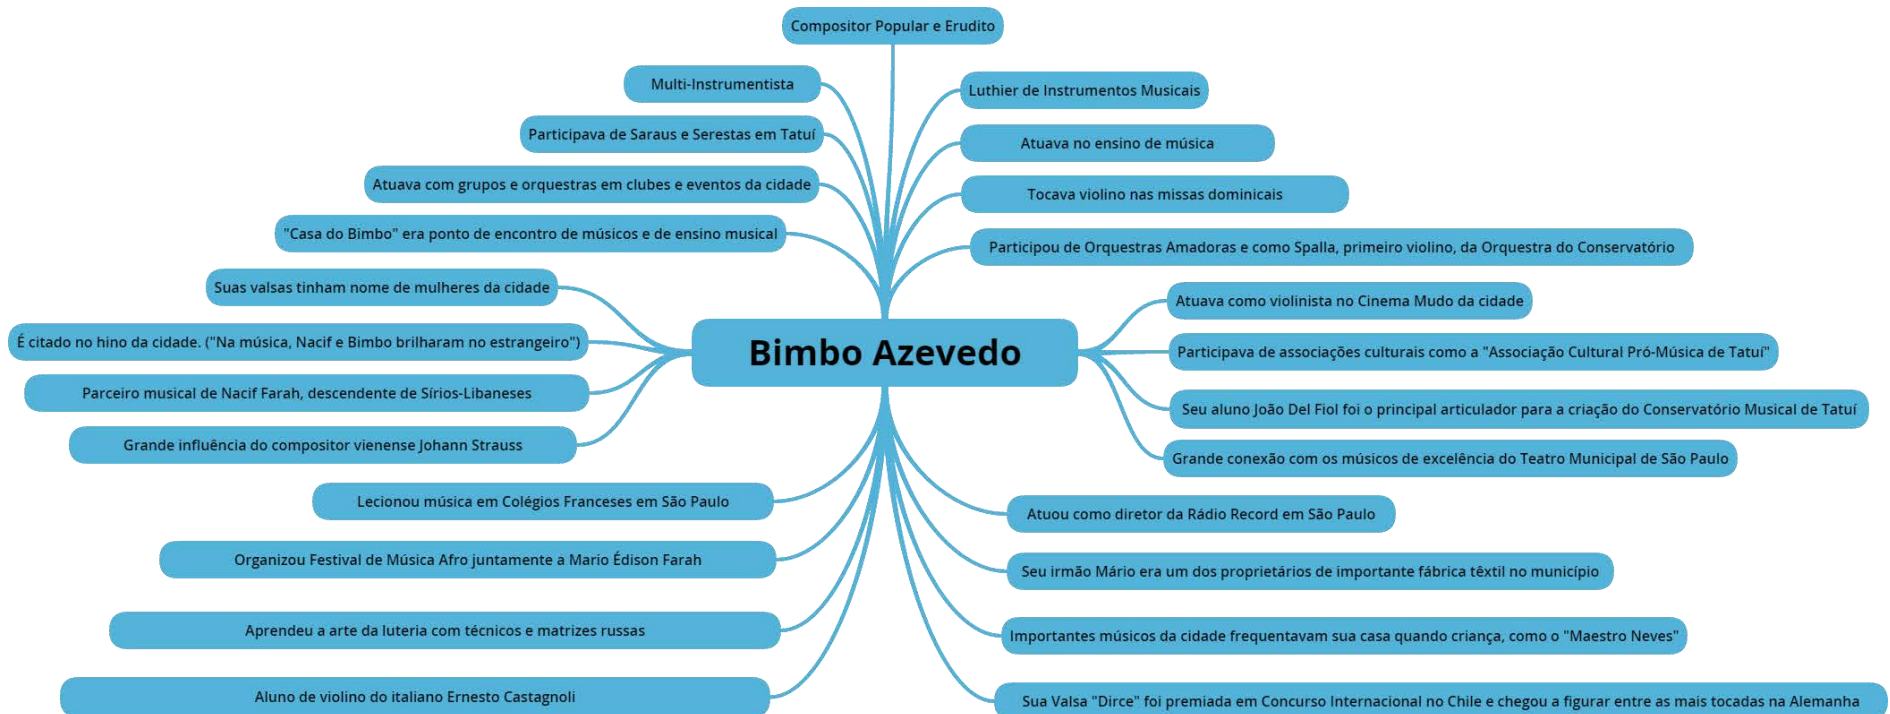 Compositor Popular e Erudito
Multi-Instrumentista
Luthier de Instrumentos Musicais
Participava de Saraus e Serestas em Tatuí
Atuava no ensino de música
Atuava com grupos e orquestras em clubes e eventos da cidade
Tocava violino nas missas dominicais
"Casa do Bimbo" era ponto de encontro de músicos e de ensino musical
Participou de Orquestras Amadoras e como Spalla, primeiro violino, da Orquestra do Conservatório
Suas valsas tinham nome de mulheres da cidade
Atuava como violinista no Cinema Mudo da cidade
É citado no hino da cidade. ("Na música, Nacif e Bimbo brilharam no estrangeiro")
Bimbo Azevedo
Participava de associações culturais como a "Associação Cultural Pró-Música de Tatuí"
Parceiro musical de Nacif Farah, descendente de Sírios-Libaneses
Seu aluno João Del Fiol foi o principal articulador para a criação do Conservatório Musical de Tatuí
Grande influência do compositor vienense Johann Strauss
Grande conexão com os músicos de excelência do Teatro Municipal de São Paulo
Lecionou música em Colégios Franceses em São Paulo
Atuou como diretor da Rádio Record em São Paulo
Organizou Festival de Música Afro juntamente a Mario Édison Farah
Seu irmão Mário era um dos proprietários de importante fábrica têxtil no município
Aprendeu a arte da luteria com técnicos e matrizes russas
Importantes músicos da cidade frequentavam sua casa quando criança, como o "Maestro Neves"
Aluno de violino do italiano Ernesto Castagnoli
Sua Valsa "Dirce" foi premiada em Concurso Internacional no Chile e chegou a figurar entre as mais tocadas na Alemanha